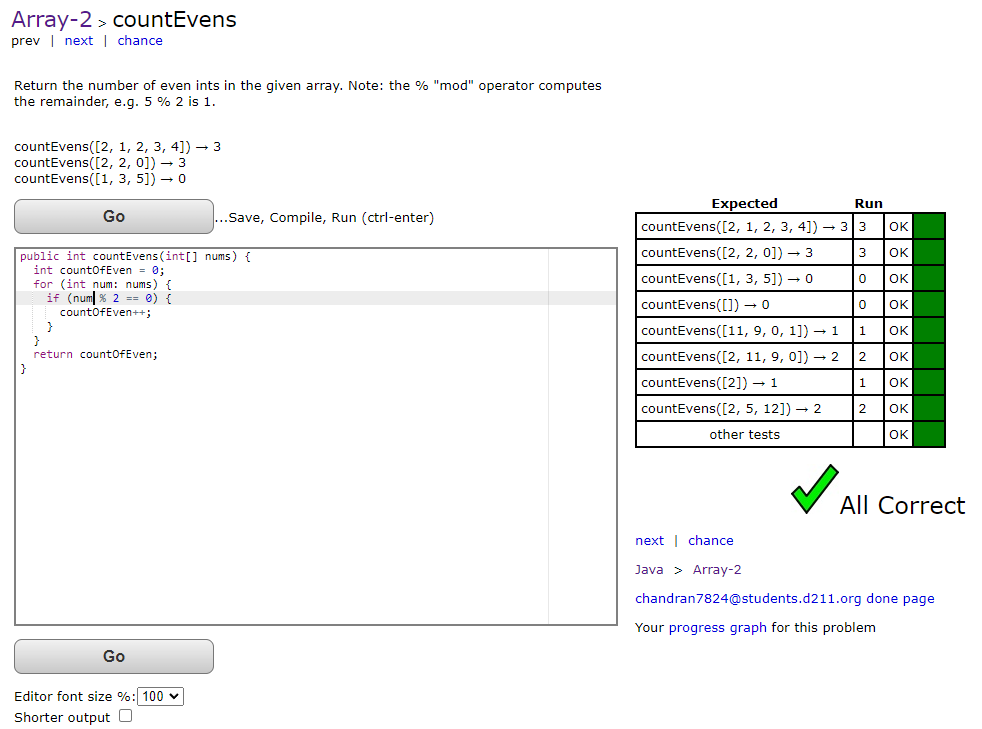 Array-2 > countEvens
prev | next | chance
Return the number of even ints in the given array. Note: the % "mod" operator computes
the remainder, e.g. 5 % 2 is 1.
countEvens([2, 1, 2, 3, 4]) → 3
countEvens([2, 2, 0]) → 3
countEvens([1, 3, 5]) → 0
Go
...Save, Compile, Run (ctrl-enter)
public int countEvens(int[] nums) {
  int countOfEven = 0;
  for (int num: nums) {
    if (num % 2 == 0) {
      countOfEven++;
    }
  }
  return countOfEven;
}
Go
Editor font size %: 100
Shorter output
Expected Run
countEvens([2, 1, 2, 3, 4]) → 3 3 OK
countEvens([2, 2, 0]) → 3 3 OK
countEvens([1, 3, 5]) → 0 0 OK
countEvens([]) → 0 0 OK
countEvens([11, 9, 0, 1]) → 1 1 OK
countEvens([2, 11, 9, 0]) → 2 2 OK
countEvens([2]) → 1 1 OK
countEvens([2, 5, 12]) → 2 2 OK
other tests OK
All Correct
next | chance
Java > Array-2
chandran7824@students.d211.org done page
Your progress graph for this problem